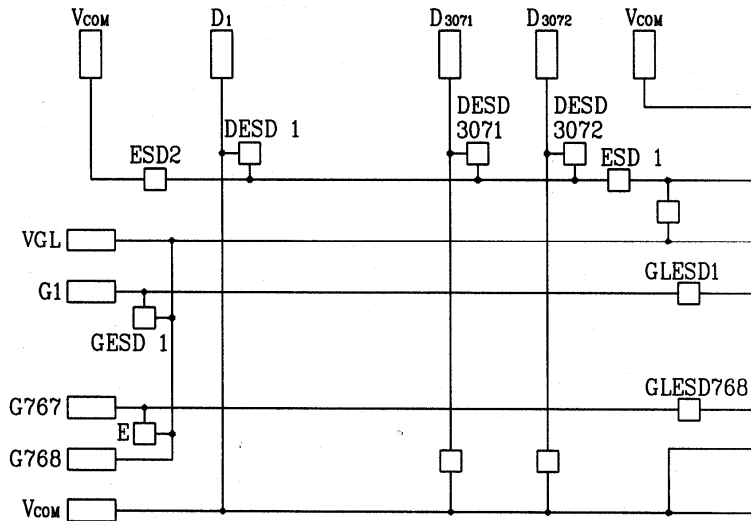 VCOM
D1
D3071
D3072
VCOM
DESD 1
DESD
3071
DESD
3072
ESD2
ESD 1
VGL
G1
GLESD1
GESD 1
GLESD768
G767
E
G768
VCOM